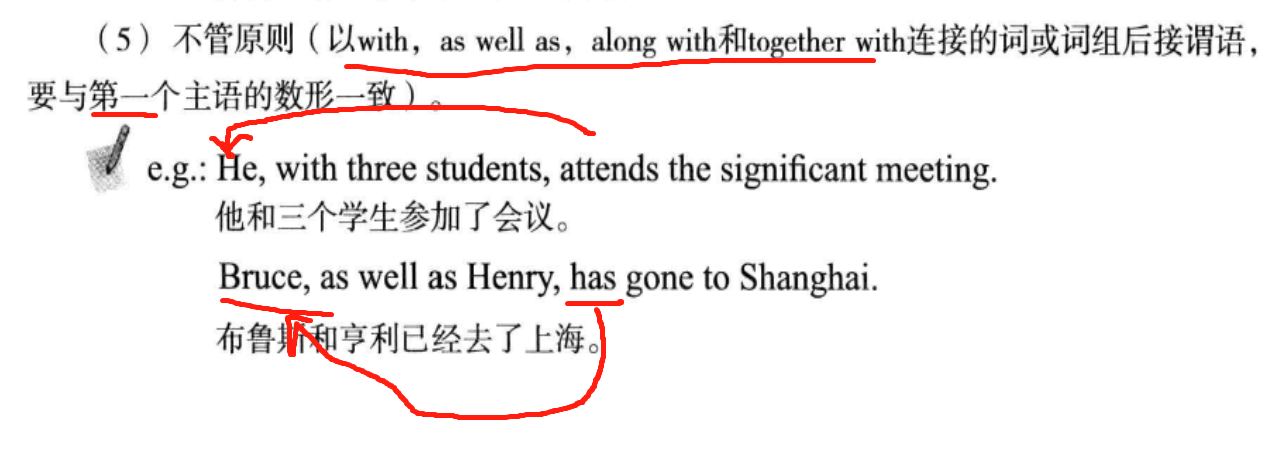 （5） 不管原则（以with，as well as，along with和together with连接的词或词组后接谓语，
要与第一个主语的数形一致）。
e.g.: He, with three students, attends the significant meeting.
他和三个学生参加了会议。
Bruce, as well as Henry, has gone to Shanghai.
布鲁斯和亨利已经去了上海。